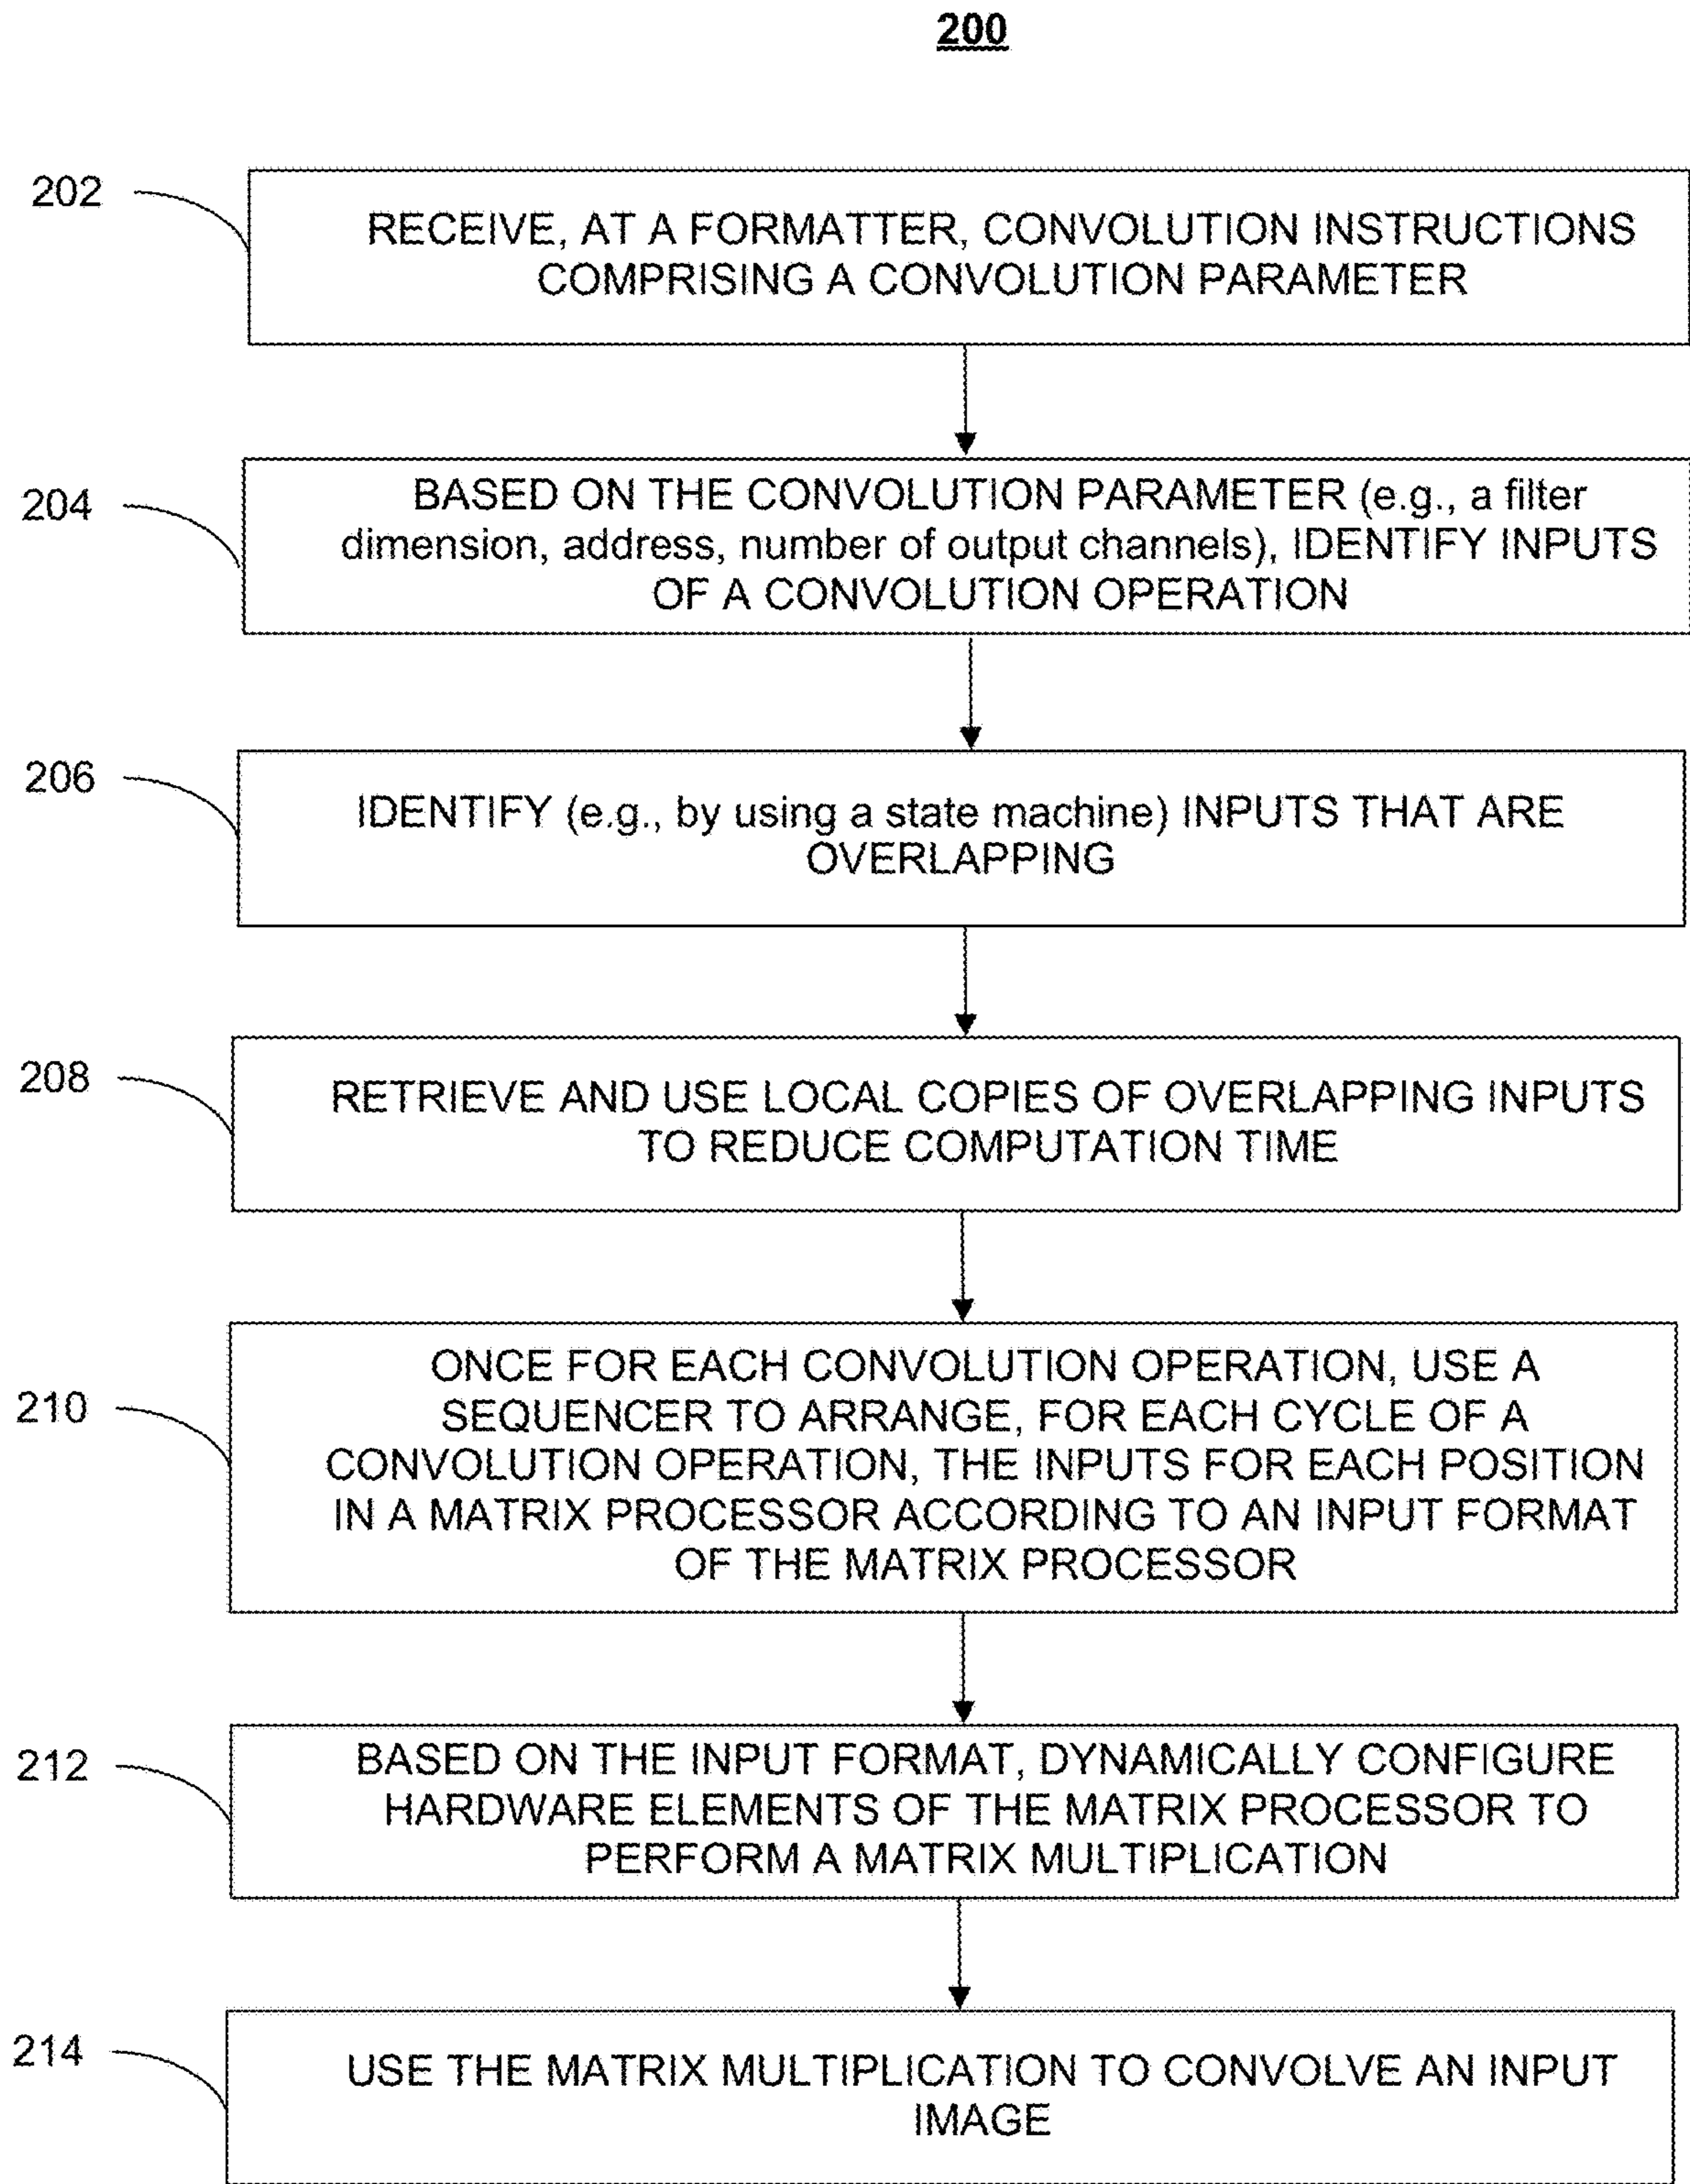 200
202
RECEIVE, AT A FORMATTER, CONVOLUTION INSTRUCTIONS
COMPRISING A CONVOLUTION PARAMETER
204
BASED ON THE CONVOLUTION PARAMETER (e.g., a filter
dimension, address, number of output channels), IDENTIFY INPUTS
OF A CONVOLUTION OPERATION
206
IDENTIFY (e.g., by using a state machine) INPUTS THAT ARE
OVERLAPPING
208
RETRIEVE AND USE LOCAL COPIES OF OVERLAPPING INPUTS
TO REDUCE COMPUTATION TIME
210
ONCE FOR EACH CONVOLUTION OPERATION, USE A
SEQUENCER TO ARRANGE, FOR EACH CYCLE OF A
CONVOLUTION OPERATION, THE INPUTS FOR EACH POSITION
IN A MATRIX PROCESSOR ACCORDING TO AN INPUT FORMAT
OF THE MATRIX PROCESSOR
212
BASED ON THE INPUT FORMAT, DYNAMICALLY CONFIGURE
HARDWARE ELEMENTS OF THE MATRIX PROCESSOR TO
PERFORM A MATRIX MULTIPLICATION
214
USE THE MATRIX MULTIPLICATION TO CONVOLVE AN INPUT
IMAGE